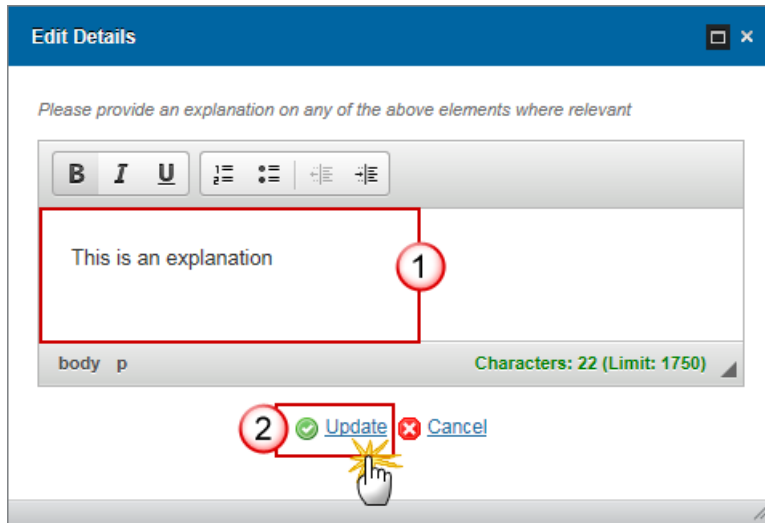 Edit Details
Please provide an explanation on any of the above elements where relevant
B I U
This is an explanation
1
body p Characters: 22 (Limit: 1750)
2 Update Cancel